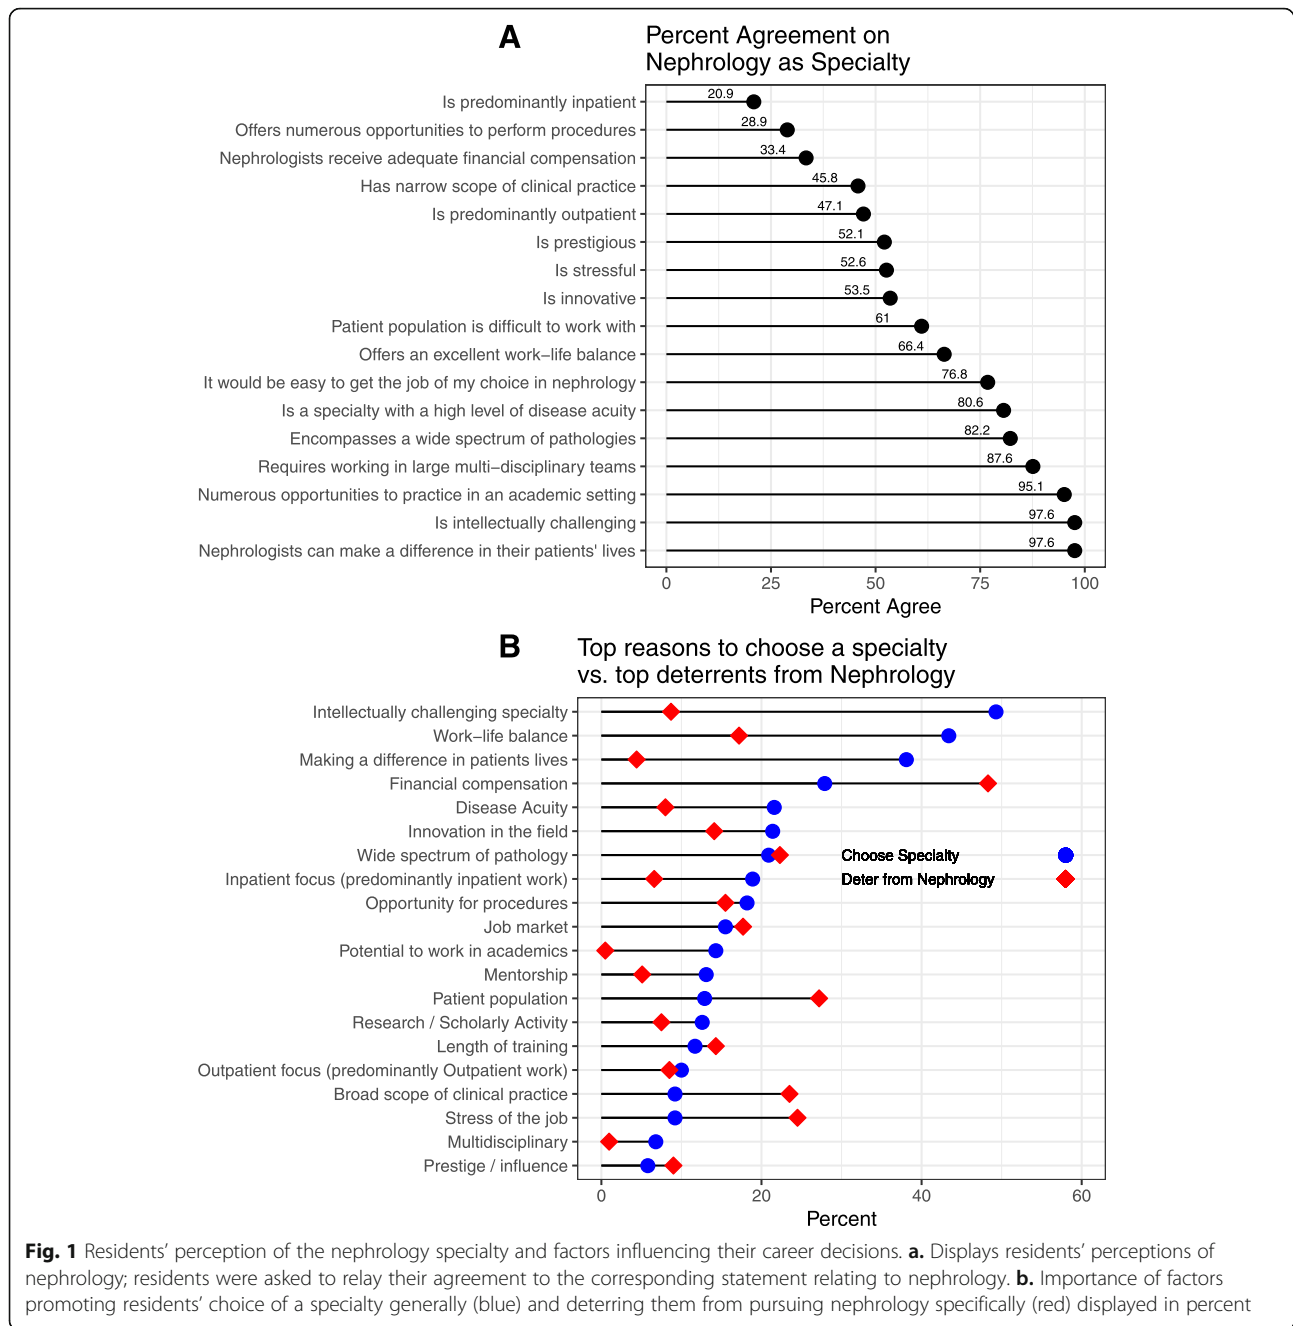 A
Percent Agreement on
Nephrology as Specialty
Is predominantly inpatient 20.9
Offers numerous opportunities to perform procedures 28.9
Nephrologists receive adequate financial compensation 33.4
Has narrow scope of clinical practice 45.8
Is predominantly outpatient 47.1
Is prestigious 52.1
Is stressful 52.6
Is innovative 53.5
Patient population is difficult to work with 61
Offers an excellent work−life balance 66.4
It would be easy to get the job of my choice in nephrology 76.8
Is a specialty with a high level of disease acuity 80.6
Encompasses a wide spectrum of pathologies 82.2
Requires working in large multi−disciplinary teams 87.6
Numerous opportunities to practice in an academic setting 95.1
Is intellectually challenging 97.6
Nephrologists can make a difference in their patients' lives 97.6
0 25 50 75 100
Percent Agree
B
Top reasons to choose a specialty
vs. top deterrents from Nephrology
Intellectually challenging specialty
Work−life balance
Making a difference in patients lives
Financial compensation
Disease Acuity
Innovation in the field
Wide spectrum of pathology
Choose Specialty
Inpatient focus (predominantly inpatient work)
Deter from Nephrology
Opportunity for procedures
Job market
Potential to work in academics
Mentorship
Patient population
Research / Scholarly Activity
Length of training
Outpatient focus (predominantly Outpatient work)
Broad scope of clinical practice
Stress of the job
Multidisciplinary
Prestige / influence
0 20 40 60
Percent
Fig. 1 Residents’ perception of the nephrology specialty and factors influencing their career decisions. a. Displays residents’ perceptions of
nephrology; residents were asked to relay their agreement to the corresponding statement relating to nephrology. b. Importance of factors
promoting residents’ choice of a specialty generally (blue) and deterring them from pursuing nephrology specifically (red) displayed in percent